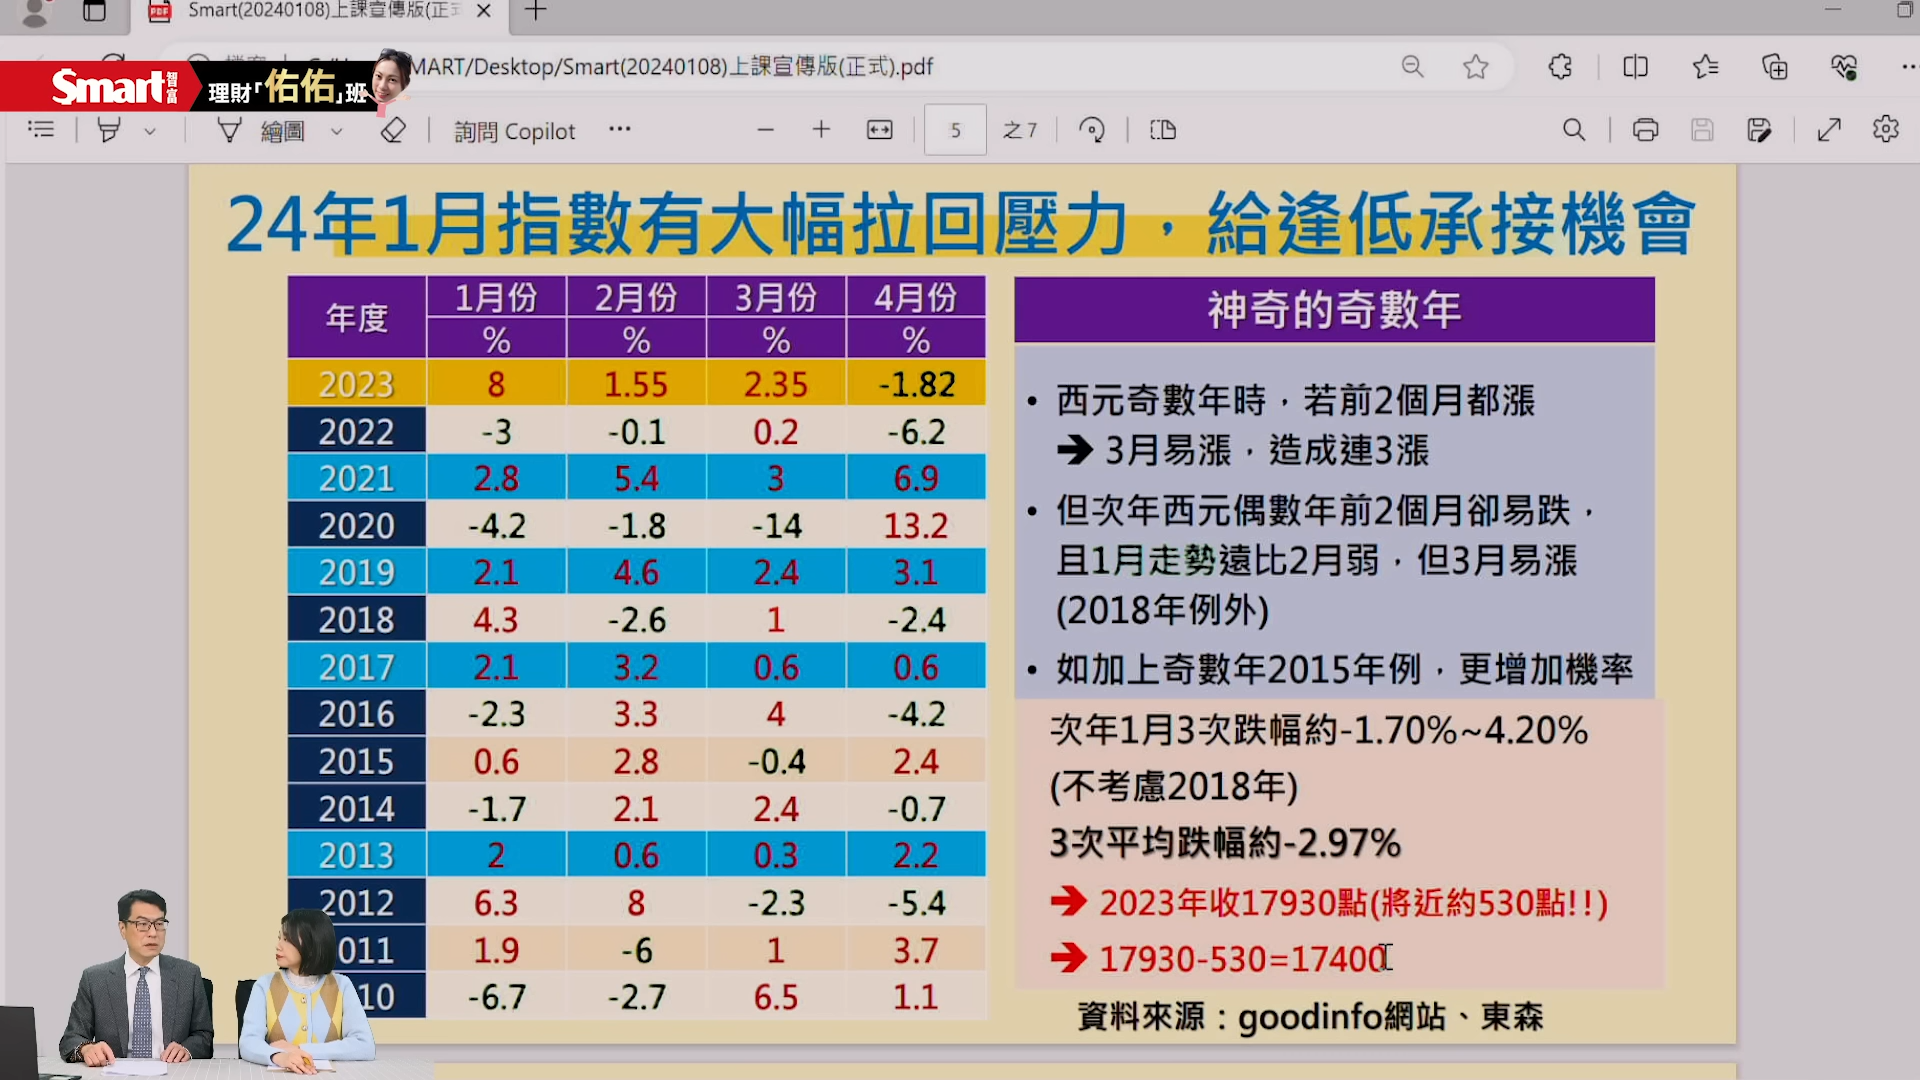 Smart(20240108)上課宣傳版(正式
MART/Desktop/Smart(20240108)上課宣傳版(正式).pdf
Smart智富
理財「佑佑」班
繪圖
詢問 Copilot
5
之 7
24年1月指數有大幅拉回壓力，給逢低承接機會
年度 1月份 2月份 3月份 4月份
% % % %
2023 8 1.55 2.35 -1.82
2022 -3 -0.1 0.2 -6.2
2021 2.8 5.4 3 6.9
2020 -4.2 -1.8 -14 13.2
2019 2.1 4.6 2.4 3.1
2018 4.3 -2.6 1 -2.4
2017 2.1 3.2 0.6 0.6
2016 -2.3 3.3 4 -4.2
2015 0.6 2.8 -0.4 2.4
2014 -1.7 2.1 2.4 -0.7
2013 2 0.6 0.3 2.2
2012 6.3 8 -2.3 -5.4
011 1.9 -6 1 3.7
10 -6.7 -2.7 6.5 1.1
神奇的奇數年
• 西元奇數年時，若前2個月都漲
➔ 3月易漲，造成連3漲
• 但次年西元偶數年前2個月卻易跌，
且1月走勢遠比2月弱，但3月易漲
(2018年例外)
• 如加上奇數年2015年例，更增加機率
次年1月3次跌幅約-1.70%~4.20%
(不考慮2018年)
3次平均跌幅約-2.97%
➔ 2023年收17930點(將近約530點!!)
➔ 17930-530=17400
資料來源：goodinfo網站、東森